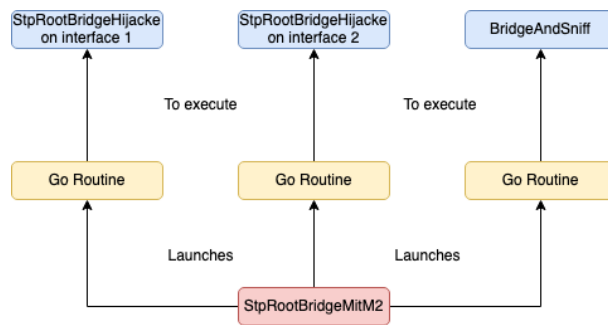 StpRootBridgeHijacke
on interface 1
StpRootBridgeHijacke
on interface 2
BridgeAndSniff
To execute
To execute
Go Routine
Go Routine
Go Routine
Launches
Launches
StpRootBridgeMitM2